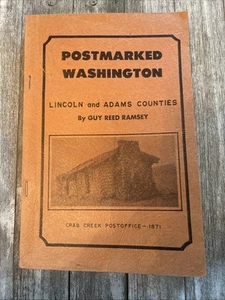 POSTMARKED
WASHINGTON
LINCOLN and ADAMS COUNTIES
By GUY REED RAMSEY
CRAB CREEK POSTOFFICE - 1871